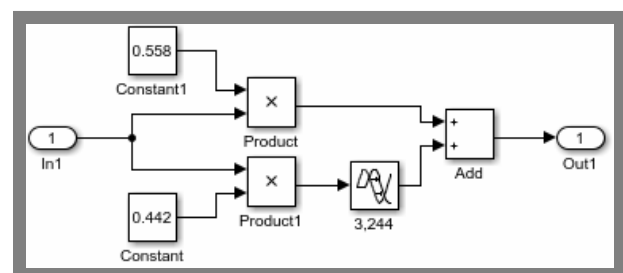 0.558
Constant1
×
Product
1
In1
+
+
Add
1
Out1
×
Product1
3,244
0.442
Constant